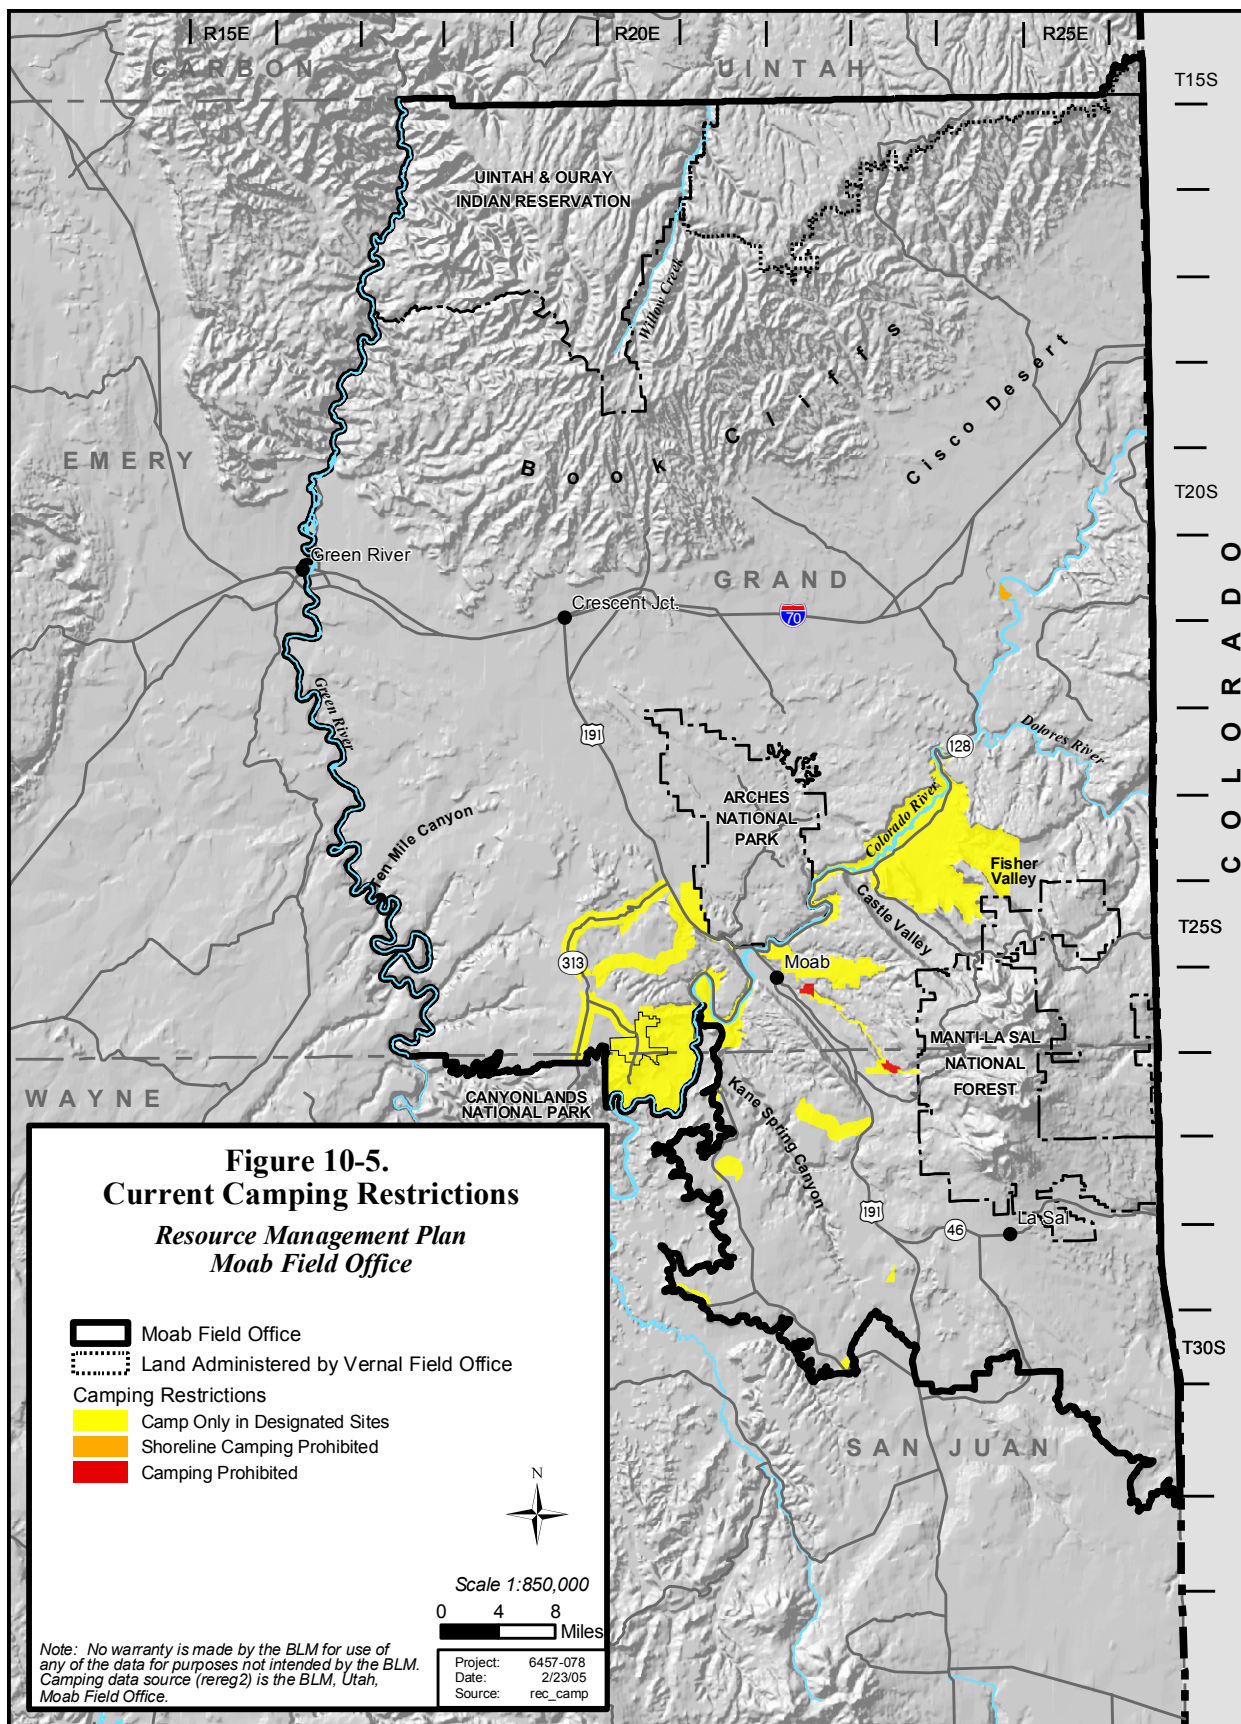 R15E
R20E
R25E
CARBON
UINTAH
T15S
UINTAH & OURAY
INDIAN RESERVATION
Willow Creek
Book Cliffs
Cisco Desert
EMERY
T20S
Green River
GRAND
Crescent Jct.
70
COLORADO
Green River
191
128
Dolores River
ARCHES
NATIONAL
PARK
Colorado River
Ten Mile Canyon
Fisher
Valley
Castle Valley
T25S
313
Moab
MANTI-LA SAL
NATIONAL
FOREST
WAYNE
CANYONLANDS
NATIONAL PARK
Kane Spring Canyon
191
46
La Sal
T30S
SAN JUAN
Figure 10-5.
Current Camping Restrictions
Resource Management Plan
Moab Field Office
Moab Field Office
Land Administered by Vernal Field Office
Camping Restrictions
Camp Only in Designated Sites
Shoreline Camping Prohibited
Camping Prohibited
N
Scale 1:850,000
0 4 8
Miles
Note: No warranty is made by the BLM for use of
any of the data for purposes not intended by the BLM.
Camping data source (rereg2) is the BLM, Utah,
Moab Field Office.
Project: 6457-078
Date: 2/23/05
Source: rec_camp